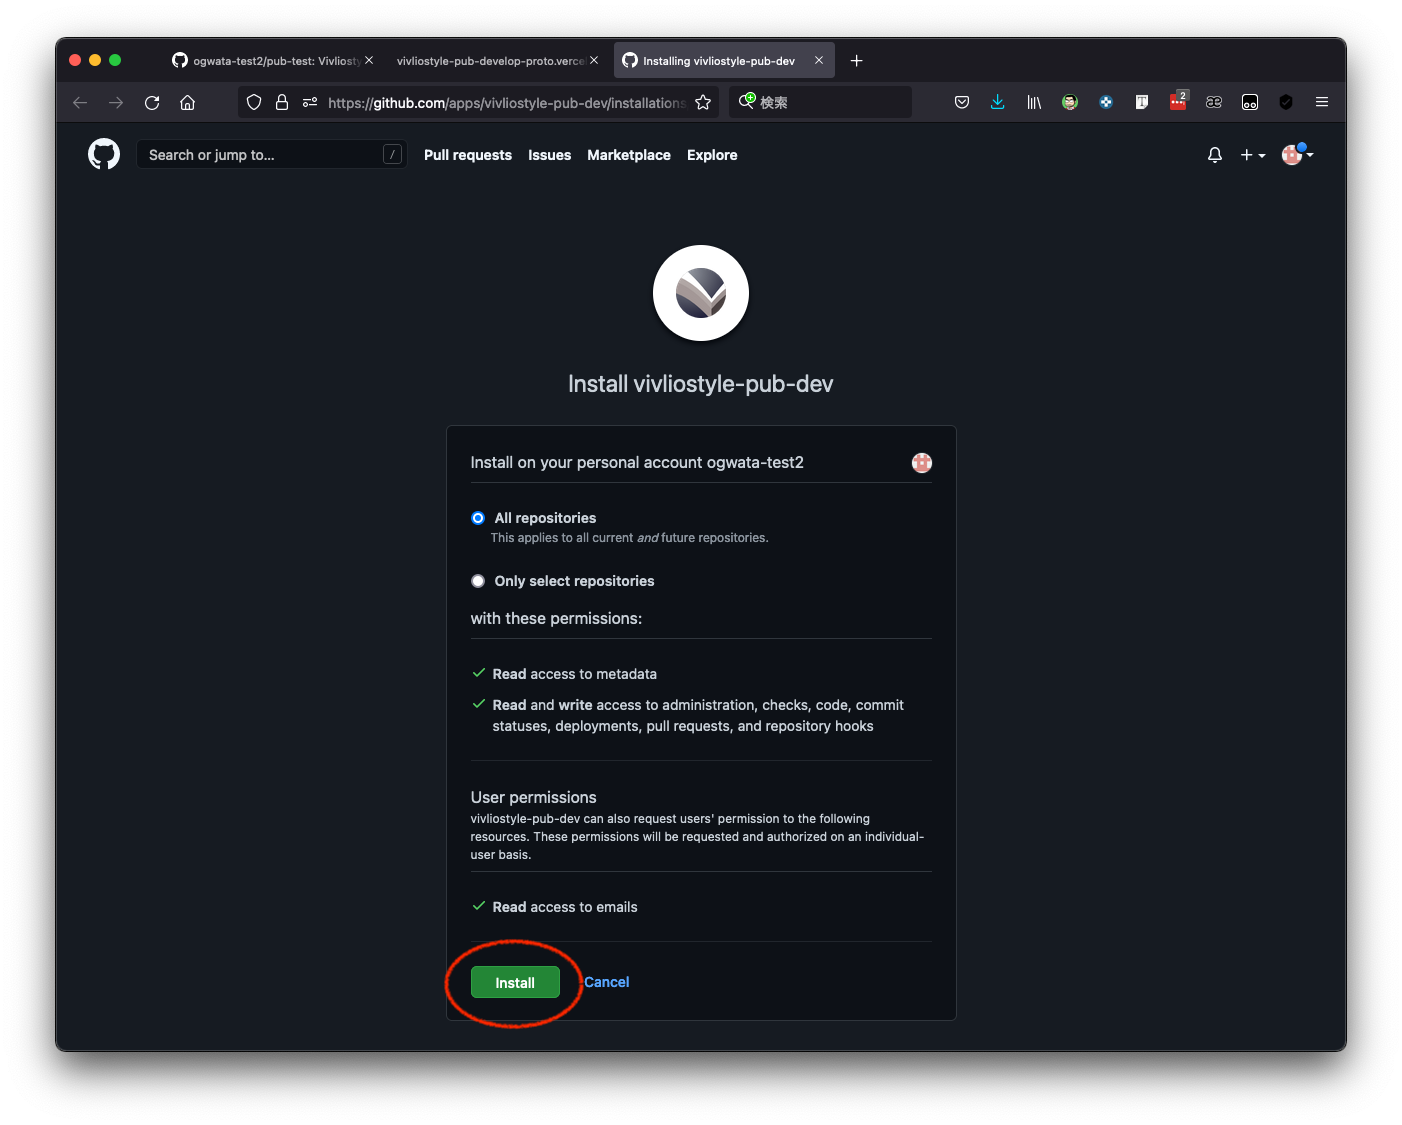 ogwata-test2/pub-test: Vivliosty
vivliostyle-pub-develop-proto.verce
Installing vivliostyle-pub-dev
https://github.com/apps/vivliostyle-pub-dev/installations
検索
2
Search or jump to...
/
Pull requests
Issues
Marketplace
Explore
Install vivliostyle-pub-dev
Install on your personal account ogwata-test2
All repositories
This applies to all current and future repositories.
Only select repositories
with these permissions:
Read access to metadata
Read and write access to administration, checks, code, commit
statuses, deployments, pull requests, and repository hooks
User permissions
vivliostyle-pub-dev can also request users' permission to the following
resources. These permissions will be requested and authorized on an individual-
user basis.
Read access to emails
Install
Cancel